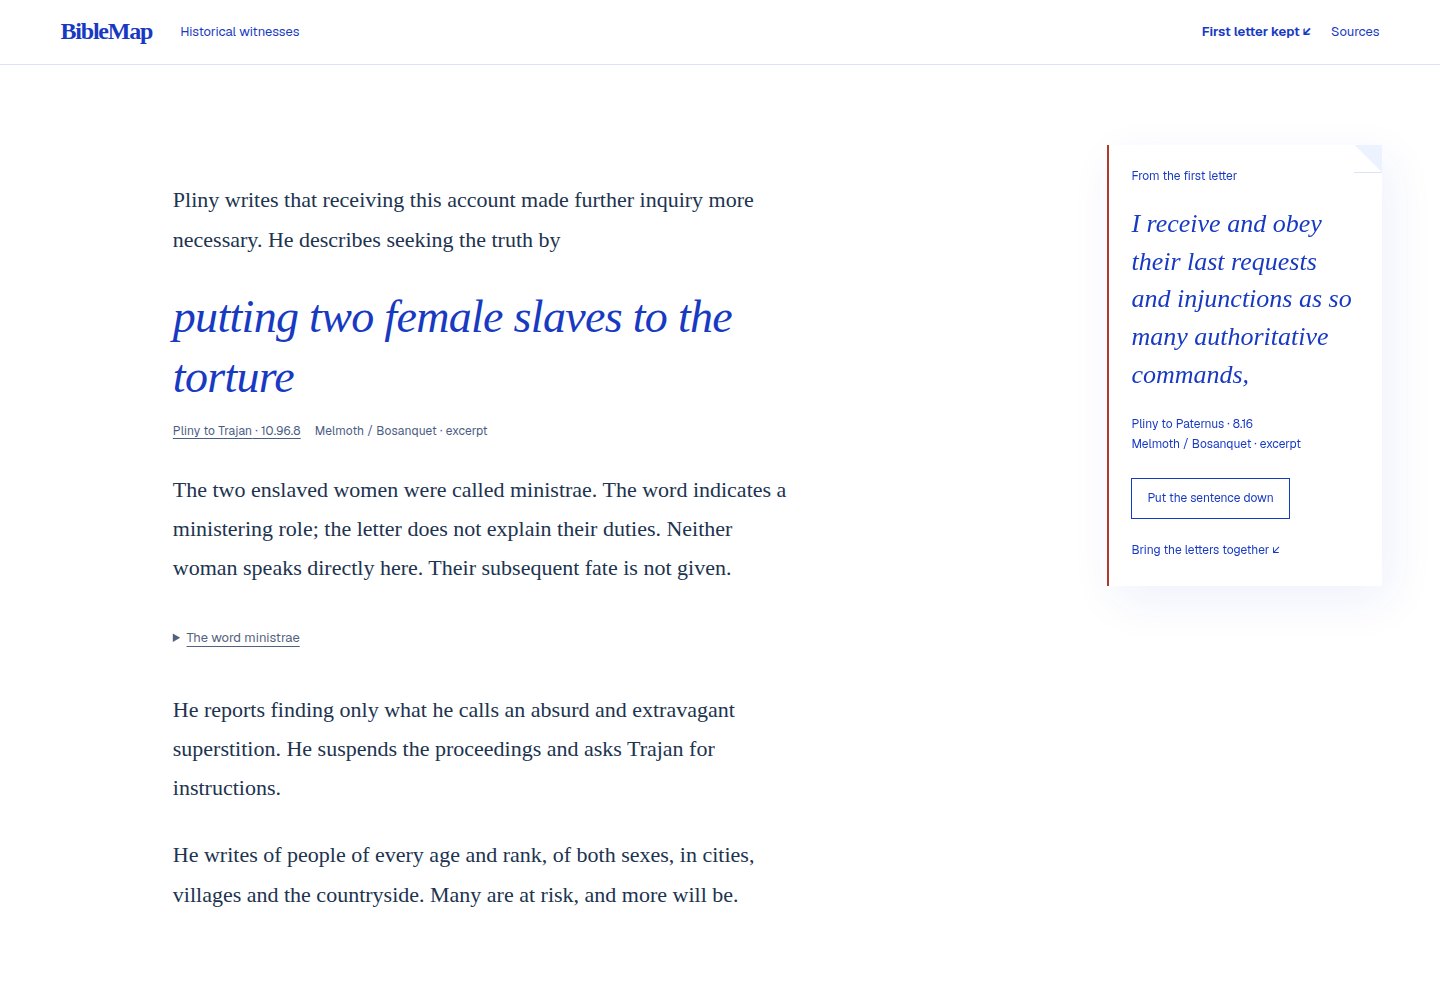 BibleMap
Historical witnesses
First letter kept ↙
Sources
Pliny writes that receiving this account made further inquiry more
necessary. He describes seeking the truth by
putting two female slaves to the
torture
Pliny to Trajan · 10.96.8
Melmoth / Bosanquet · excerpt
The two enslaved women were called ministrae. The word indicates a
ministering role; the letter does not explain their duties. Neither
woman speaks directly here. Their subsequent fate is not given.
▶ The word ministrae
He reports finding only what he calls an absurd and extravagant
superstition. He suspends the proceedings and asks Trajan for
instructions.
He writes of people of every age and rank, of both sexes, in cities,
villages and the countryside. Many are at risk, and more will be.
From the first letter
I receive and obey
their last requests
and injunctions as so
many authoritative
commands,
Pliny to Paternus · 8.16
Melmoth / Bosanquet · excerpt
Put the sentence down
Bring the letters together ↙